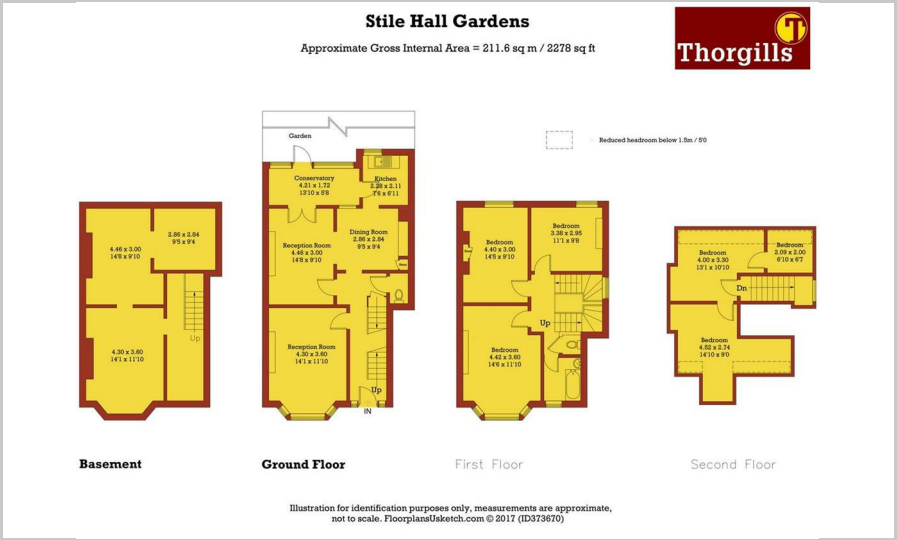 Stile Hall Gardens
Approximate Gross Internal Area = 211.6 sq m / 2278 sq ft
T
Thorgills
Reduced headroom below 1.5m / 5'0
4.46 x 3.00
14'8 x 9'10
2.86 x 2.84
9'5 x 9'4
4.30 x 3.60
14'1 x 11'10
Up
Basement
Garden
Conservatory
4.21 x 1.72
13'10 x 5'8
Kitchen
2.28 x 2.11
7'6 x 6'11
Reception Room
4.46 x 3.00
14'8 x 9'10
Dining Room
2.86 x 2.84
9'5 x 9'4
Reception Room
4.30 x 3.60
14'1 x 11'10
Up
IN
Ground Floor
Bedroom
4.40 x 3.00
14'5 x 9'10
Bedroom
3.38 x 2.95
11'1 x 9'8
Up
Bedroom
4.42 x 3.60
14'6 x 11'10
First Floor
Bedroom
4.00 x 3.30
13'1 x 10'10
Bedroom
2.09 x 2.00
6'10 x 6'7
Dn
Bedroom
4.52 x 2.74
14'10 x 9'0
Second Floor
Illustration for identification purposes only, measurements are approximate,
not to scale. FloorplansUsketch.com © 2017 (ID373670)